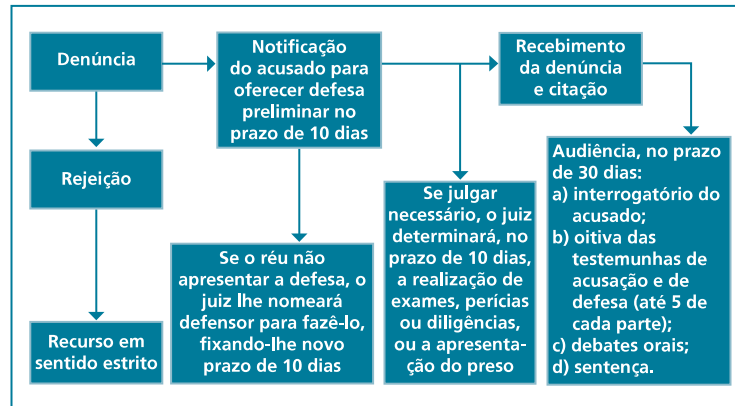 Denúncia
Notificação
do acusado para
oferecer defesa
preliminar no
prazo de 10 dias
Recebimento
da denúncia
e citação
Rejeição
Recurso em
sentido estrito
Se o réu não
apresentar a defesa, o
juiz lhe nomeará
defensor para fazê-lo,
fixando-lhe novo
prazo de 10 dias
Se julgar
necessário, o juiz
determinará, no
prazo de 10 dias,
a realização de
exames, perícias
ou diligências,
ou a apresenta-
ção do preso
Audiência, no prazo
de 30 dias:
a) interrogatório do
acusado;
b) oitiva das
testemunhas de
acusação e de
defesa (até 5 de
cada parte);
c) debates orais;
d) sentença.